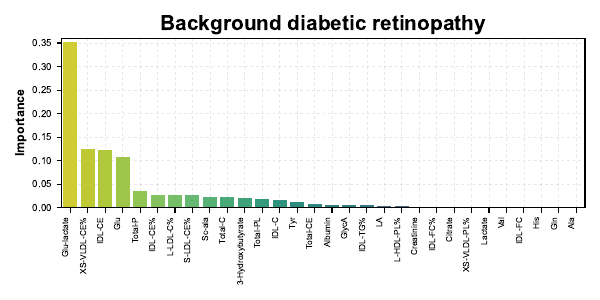 Background diabetic retinopathy
Importance
0.35
0.30
0.25
0.20
0.15
0.10
0.05
0.00
Glu-lactate
XS-VLDL-CE%
IDL-CE
Glu
Total-P
IDL-CE%
L-LDL-C%
S-LDL-CE%
Sc-ala
Total-C
3-Hydroxybutyrate
Total-PL
IDL-C
Tyr
Total-CE
Albumin
GlycA
IDL-TG%
LA
L-HDL-PL%
Creatinine
IDL-FC%
Citrate
XS-VLDL-PL%
Lactate
Val
IDL-FC
His
Gln
Ala